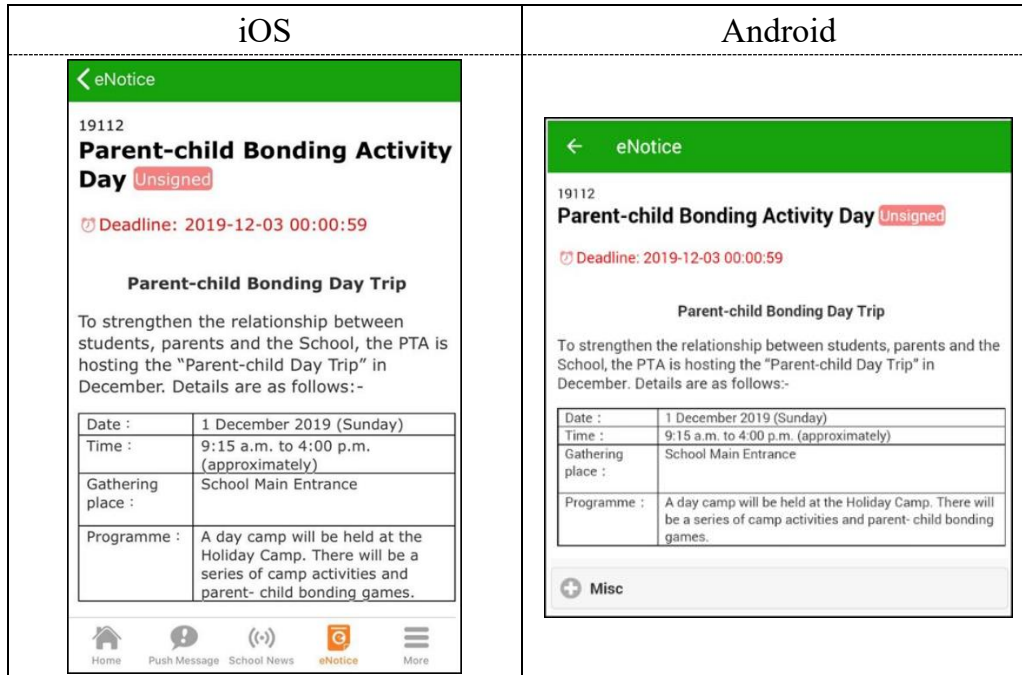 iOS
Android
eNotice
19112
Parent-child Bonding Activity
Day Unsigned
Deadline: 2019-12-03 00:00:59
Parent-child Bonding Day Trip
To strengthen the relationship between
students, parents and the School, the PTA is
hosting the “Parent-child Day Trip” in
December. Details are as follows:-
Date： 1 December 2019 (Sunday)
Time： 9:15 a.m. to 4:00 p.m.
(approximately)
Gathering School Main Entrance
place：
Programme： A day camp will be held at the
Holiday Camp. There will be a
series of camp activities and
parent- child bonding games.
Home Push Message School News eNotice More
eNotice
19112
Parent-child Bonding Activity Day Unsigned
Deadline: 2019-12-03 00:00:59
Parent-child Bonding Day Trip
To strengthen the relationship between students, parents and the
School, the PTA is hosting the “Parent-child Day Trip” in
December. Details are as follows:-
Date： 1 December 2019 (Sunday)
Time： 9:15 a.m. to 4:00 p.m. (approximately)
Gathering School Main Entrance
place：
Programme： A day camp will be held at the Holiday Camp. There will
be a series of camp activities and parent- child bonding
games.
Misc